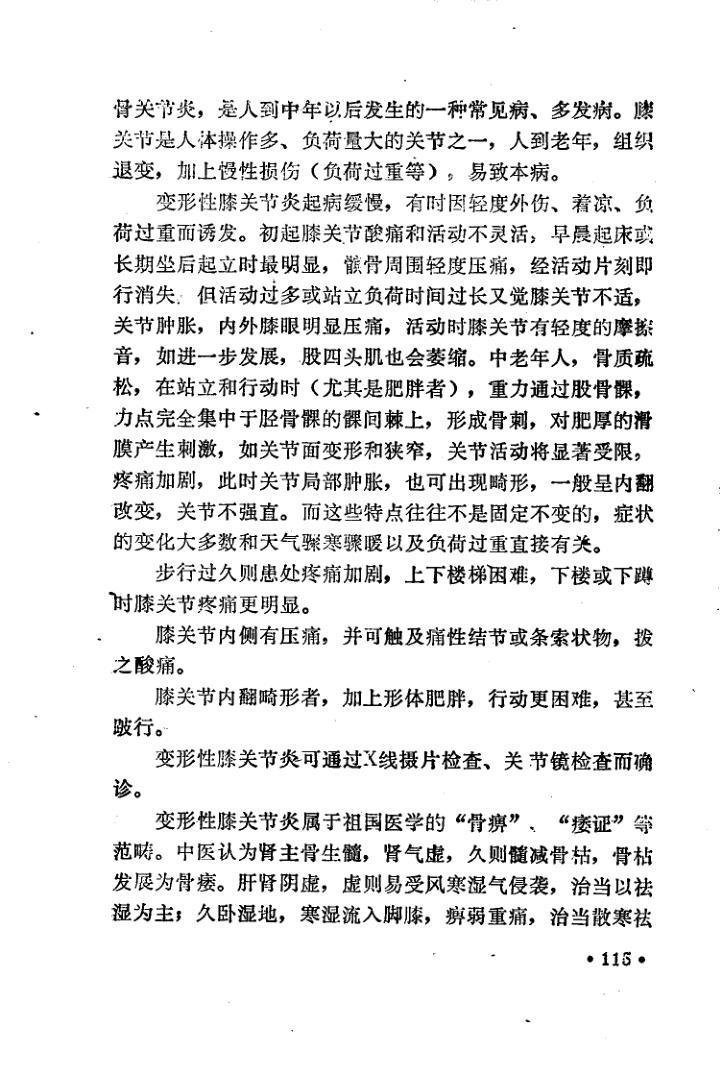 骨关节炎，是人到中年以后发生的一种常见病、多发病。膝
关节是人体操作多、负荷量大的关节之一，人到老年，组织
退变，加上慢性损伤（负荷过重等）。易致本病。
变形性膝关节炎起病缓慢，有时因轻度外伤、着凉、负
荷过重而诱发。初起膝关节酸痛和活动不灵活，早晨起床或
长期坐后起立时最明显，髌骨周围轻度压痛，经活动片刻即
行消失. 但活动过多或站立负荷时间过长又觉膝关节不适，
关节肿胀，内外膝眼明显压痛，活动时膝关节有轻度的摩擦
音，如进一步发展，股四头肌也会萎缩。中老年人，骨质疏
松，在站立和行动时（尤其是肥胖者），重力通过股骨髁，
力点完全集中于胫骨髁的髁间棘上，形成骨刺，对肥厚的滑
膜产生刺激，如关节面变形和狭窄，关节活动将显著受限。
疼痛加剧，此时关节局部肿胀，也可出现畸形，一般呈内翻
改变，关节不强直。而这些特点往往不是固定不变的，症状
的变化大多数和天气骤寒骤暖以及负荷过重直接有关。
步行过久则患处疼痛加剧，上下楼梯困难，下楼或下蹲
时膝关节疼痛更明显。
膝关节内侧有压痛，并可触及痛性结节或条索状物，拨
之酸痛。
膝关节内翻畸形者，加上形体肥胖，行动更困难，甚至
跛行。
变形性膝关节炎可通过X线摄片检查、关节镜检查而确
诊。
变形性膝关节炎属于祖国医学的“骨痹”、“痿证”等
范畴。中医认为肾主骨生髓，肾气虚，久则髓减骨枯，骨枯
发展为骨痿。肝肾阴虚，虚则易受风寒湿气侵袭，治当以祛
湿为主；久卧湿地，寒湿流入脚膝，痹弱重痛，治当散寒祛
•115•